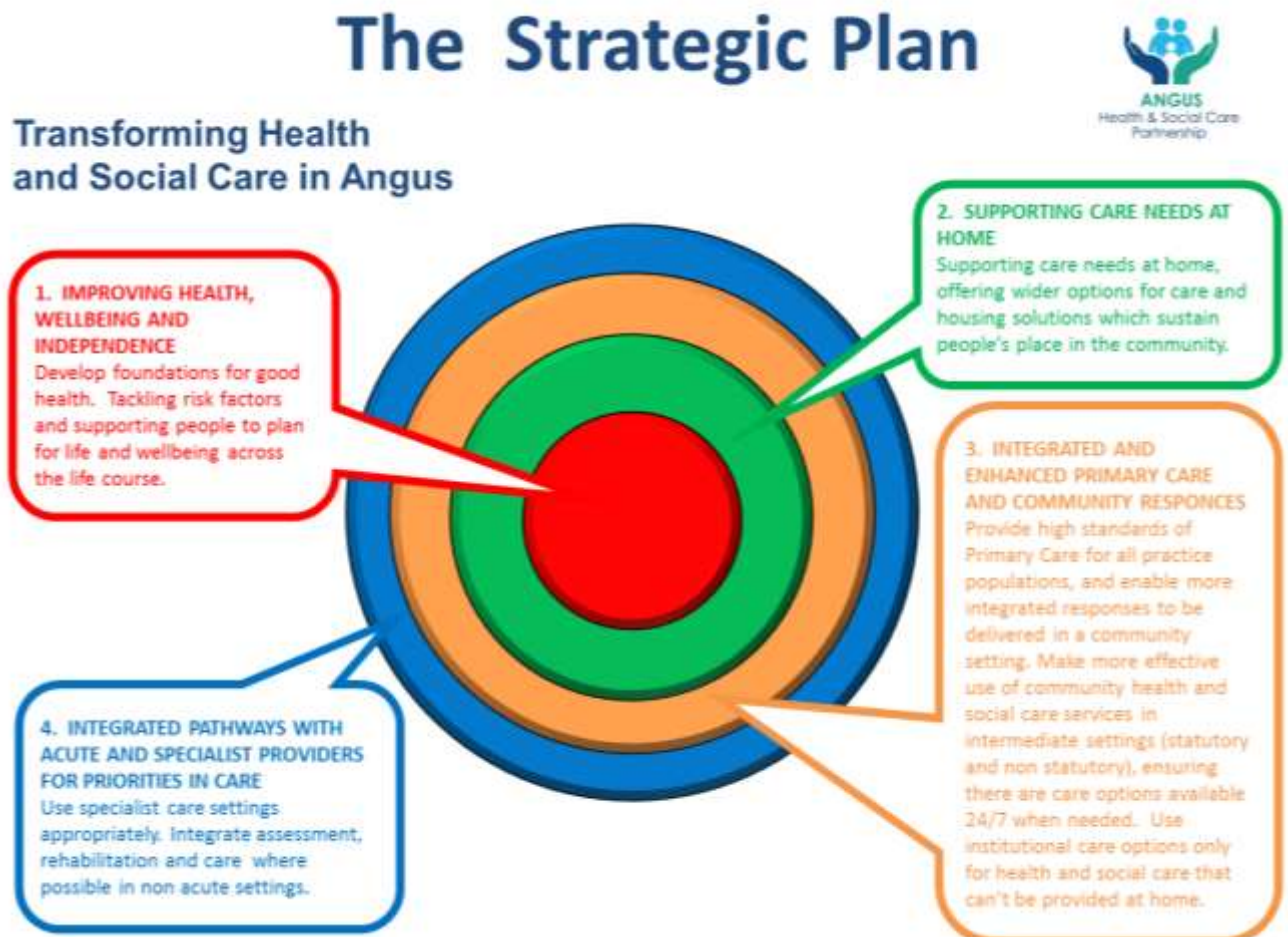 The Strategic Plan
ANGUS
Health & Social Care
Partnership
Transforming Health
and Social Care in Angus
1. IMPROVING HEALTH,
WELLBEING AND
INDEPENDENCE
Develop foundations for good
health. Tackling risk factors
and supporting people to plan
for life and wellbeing across
the life course.
2. SUPPORTING CARE NEEDS AT
HOME
Supporting care needs at home,
offering wider options for care and
housing solutions which sustain
people's place in the community.
3. INTEGRATED AND
ENHANCED PRIMARY CARE
AND COMMUNITY RESPONCES
Provide high standards of
Primary Care for all practice
populations, and enable more
integrated responses to be
delivered in a community
setting. Make more effective
use of community health and
social care services in
intermediate settings (statutory
and non statutory), ensuring
there are care options available
24/7 when needed. Use
institutional care options only
for health and social care that
can't be provided at home.
4. INTEGRATED PATHWAYS WITH
ACUTE AND SPECIALIST PROVIDERS
FOR PRIORITIES IN CARE
Use specialist care settings
appropriately. Integrate assessment,
rehabilitation and care where
possible in non acute settings.